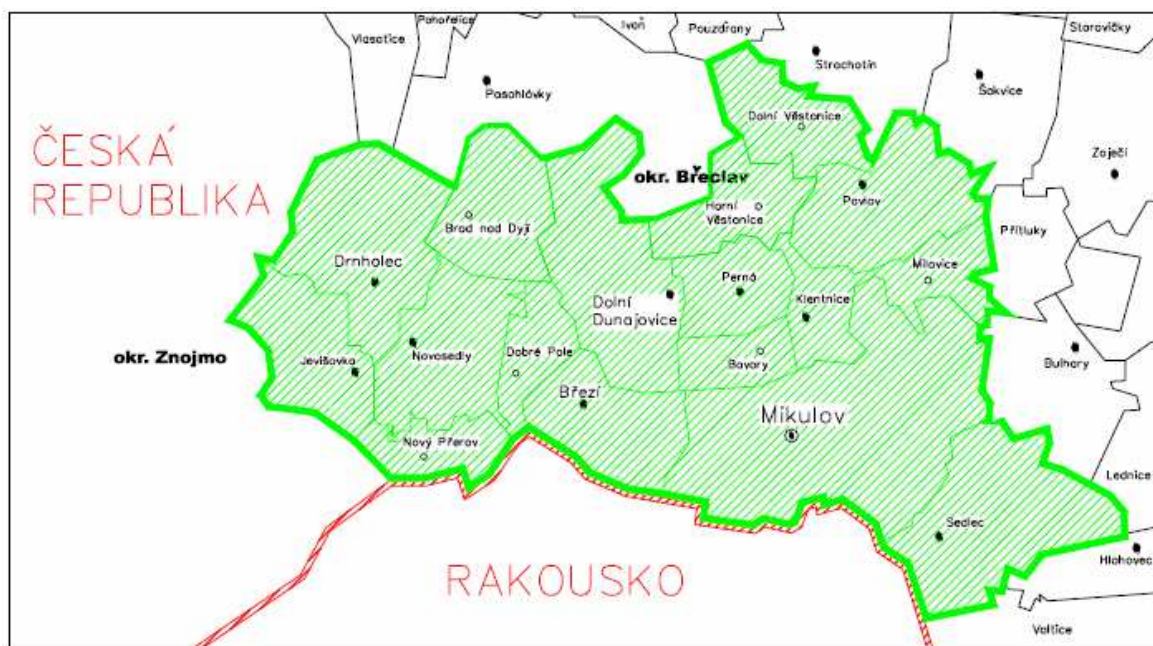 Pohořelice
Ivaň
Pouzdřany
Starovičky
Vlasatice
Strachotín
Pasohlávky
Šakvice
Dolní Věstonice
ČESKÁ
REPUBLIKA
Zaječí
okr. Břeclav
Pavlov
Horní
Věstonice
Brod nad Dyjí
Přítluky
Drnholec
Milovice
Perná
Dolní
Dunajovice
Klentnice
okr. Znojmo
Novosedly
Dobré Pole
Bavory
Bulhary
Jevišovka
Březí
Mikulov
Nový Přerov
Lednice
Sedlec
Hlohovec
RAKOUSKO
Valtice